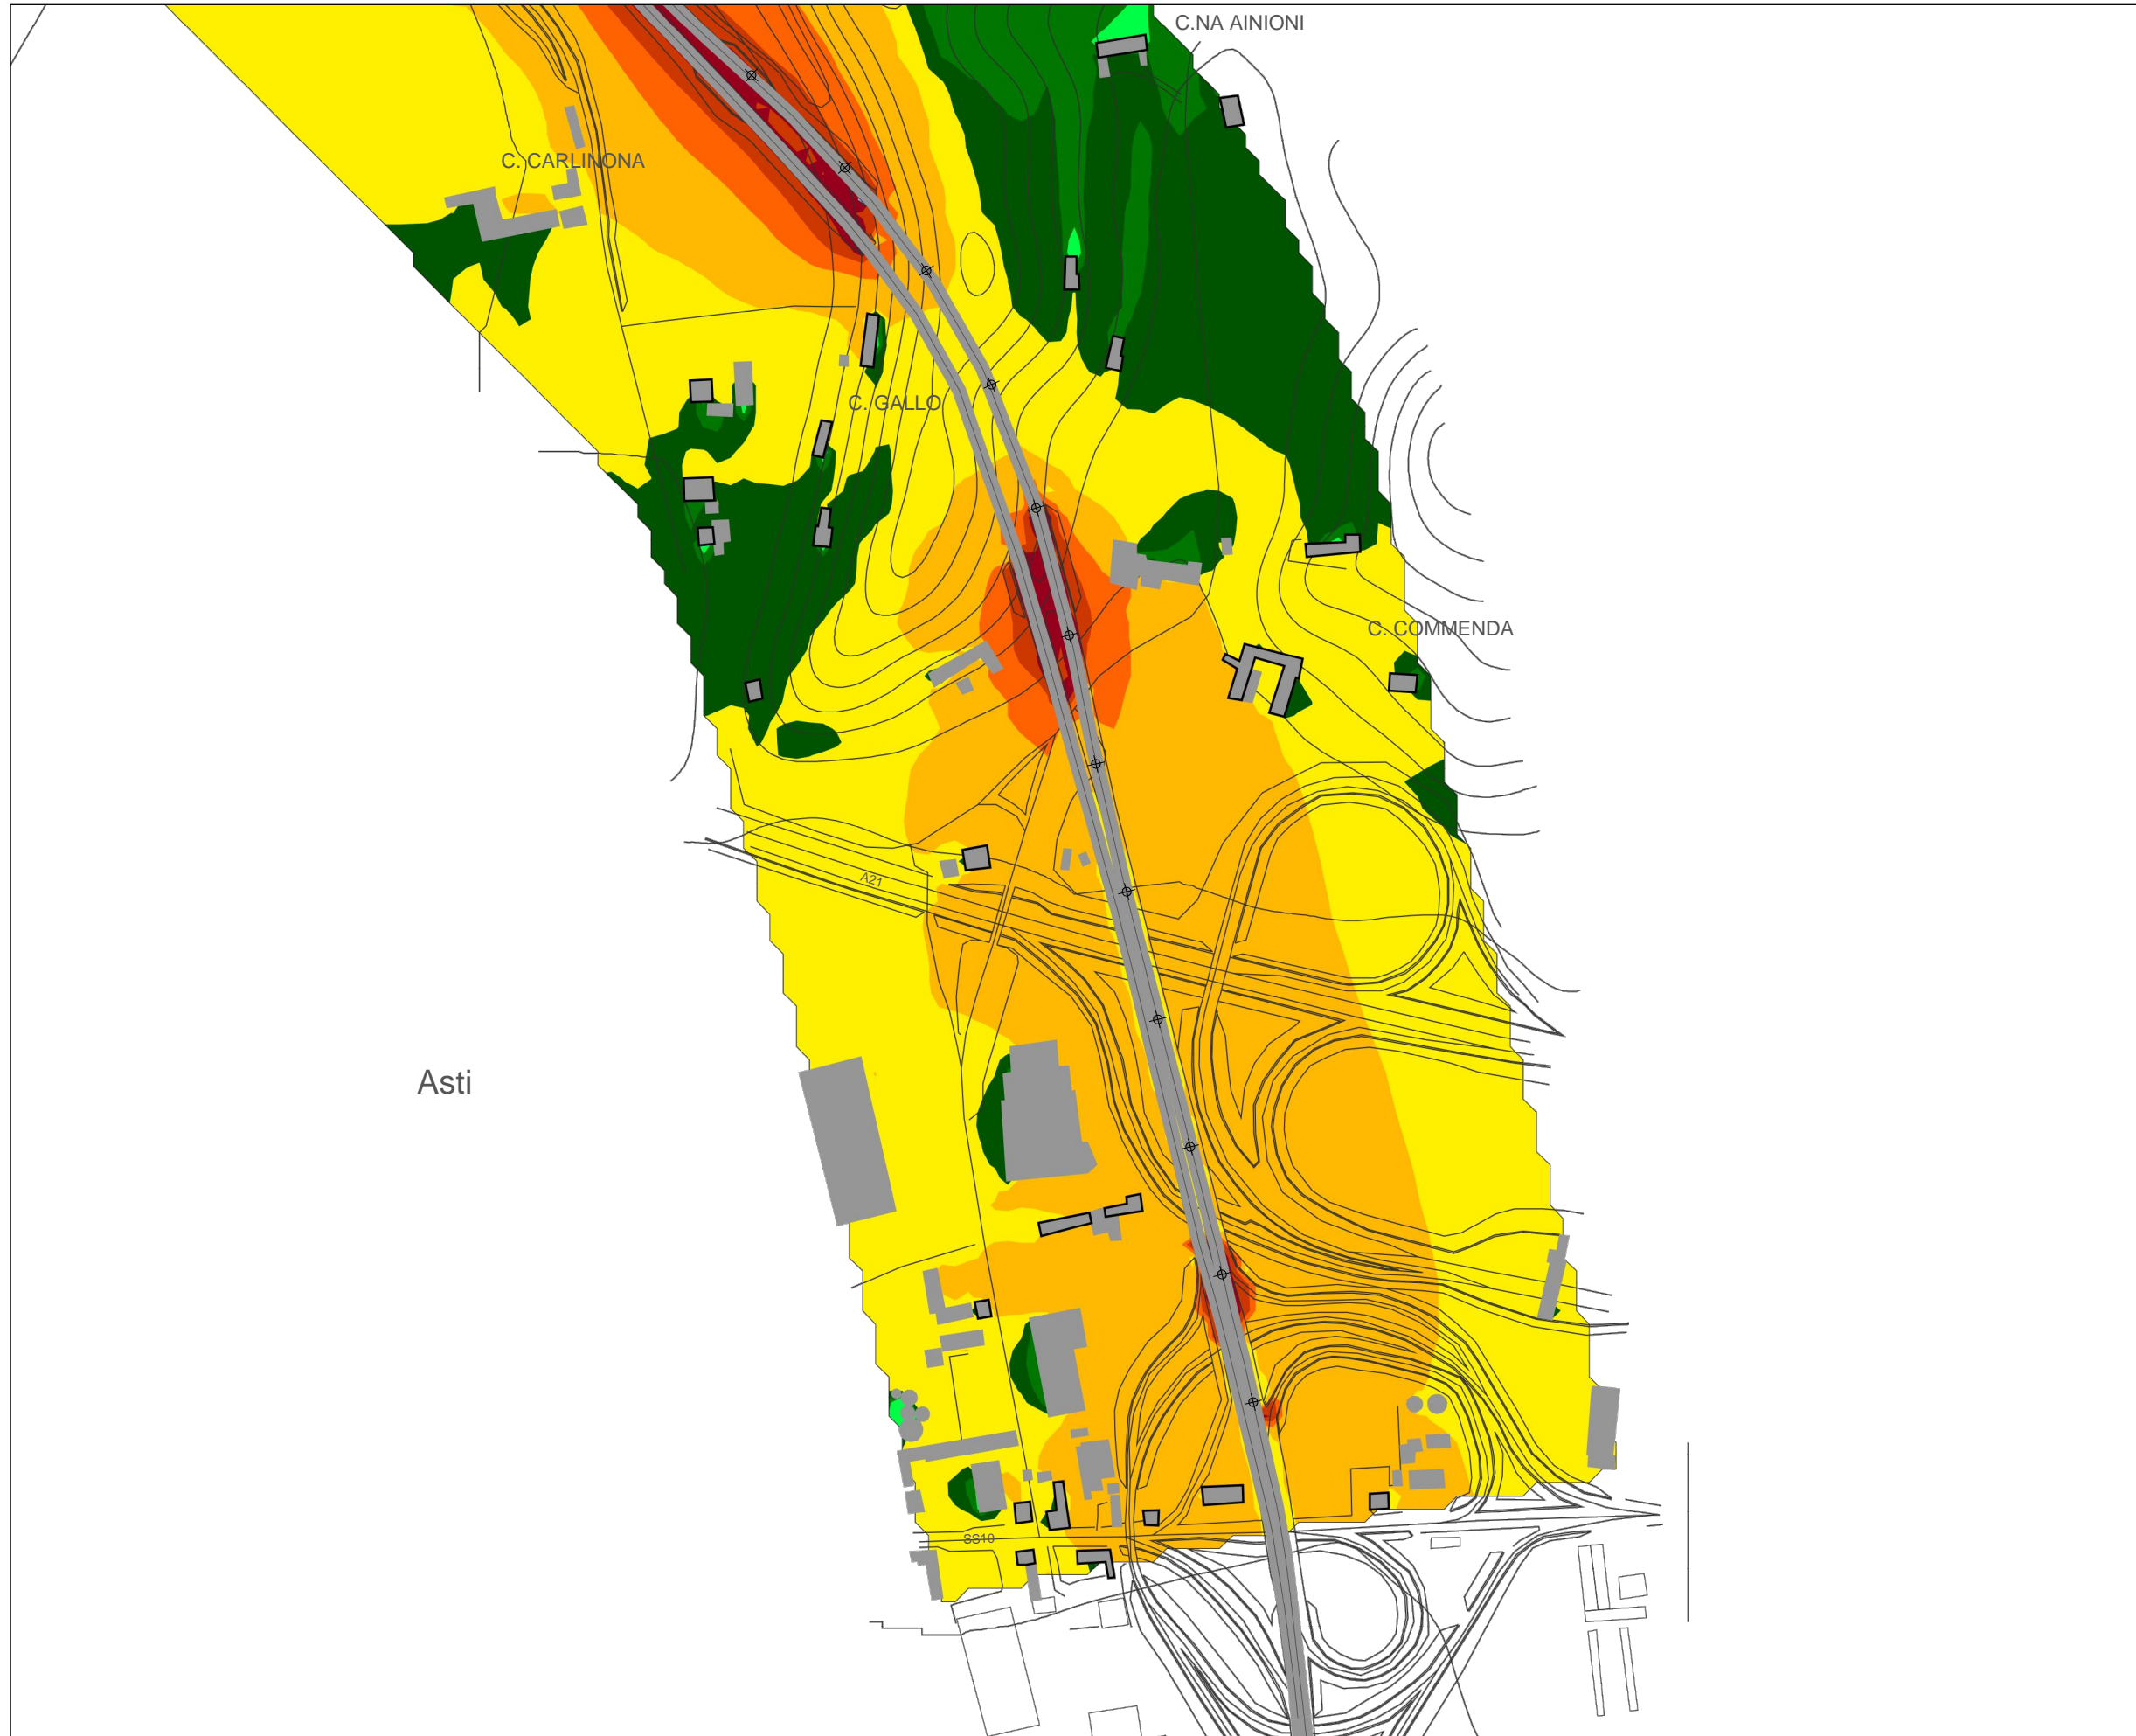 C.NA AINIONI
C. CARLINONA
C. GALLO
C. COMMENDA
A21
Asti
SS10